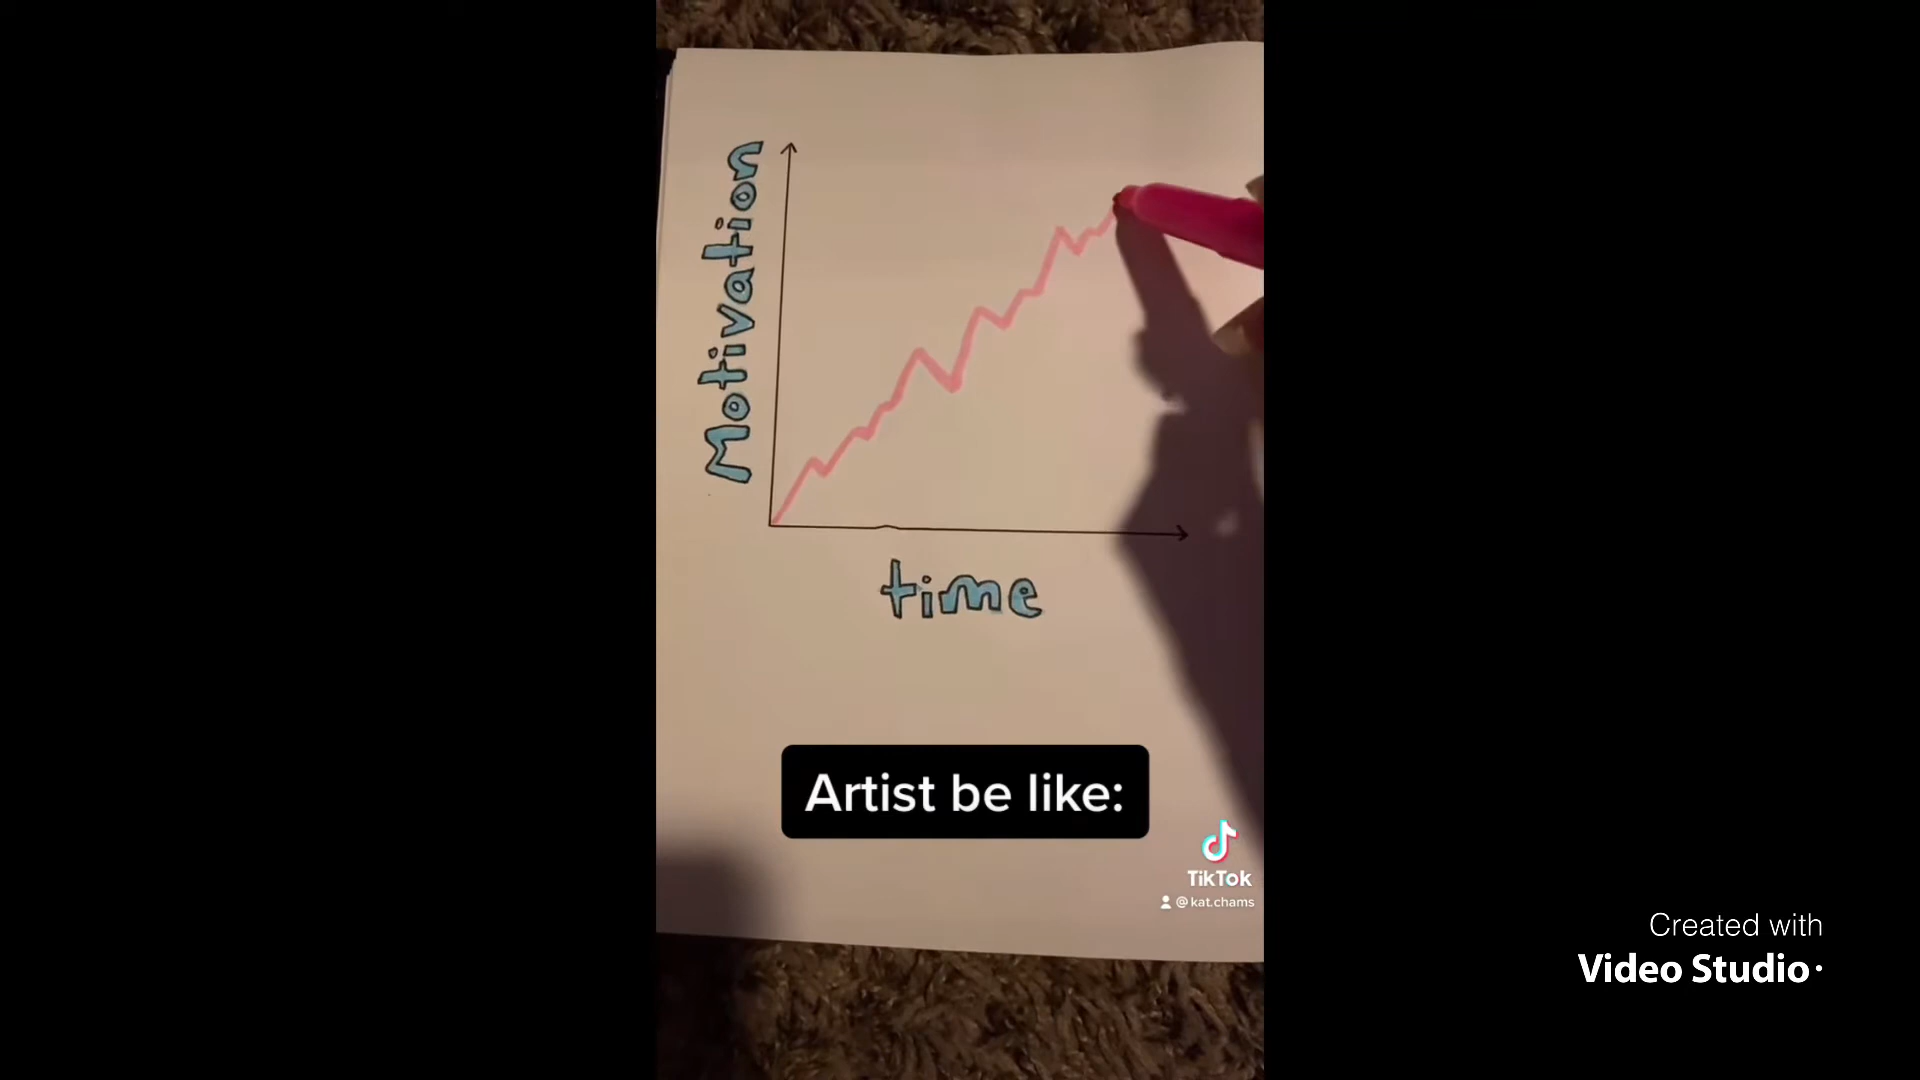 Motivation
time
Artist be like:
TikTok
@kat.chams
Created with
Video Studio